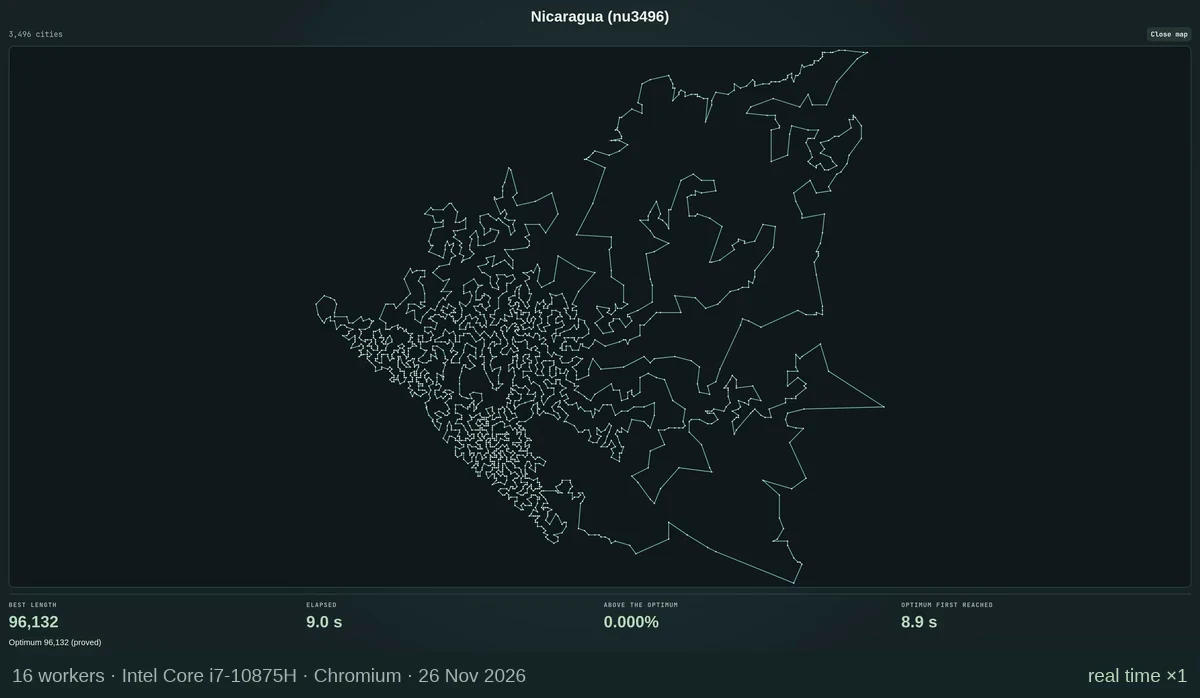 Nicaragua (nu3496)
3,496 cities
Close map
BEST LENGTH
96,132
Optimum 96,132 (proved)
ELAPSED
9.0 s
ABOVE THE OPTIMUM
0.000%
OPTIMUM FIRST REACHED
8.9 s
16 workers · Intel Core i7-10875H · Chromium · 26 Nov 2026
real time ×1